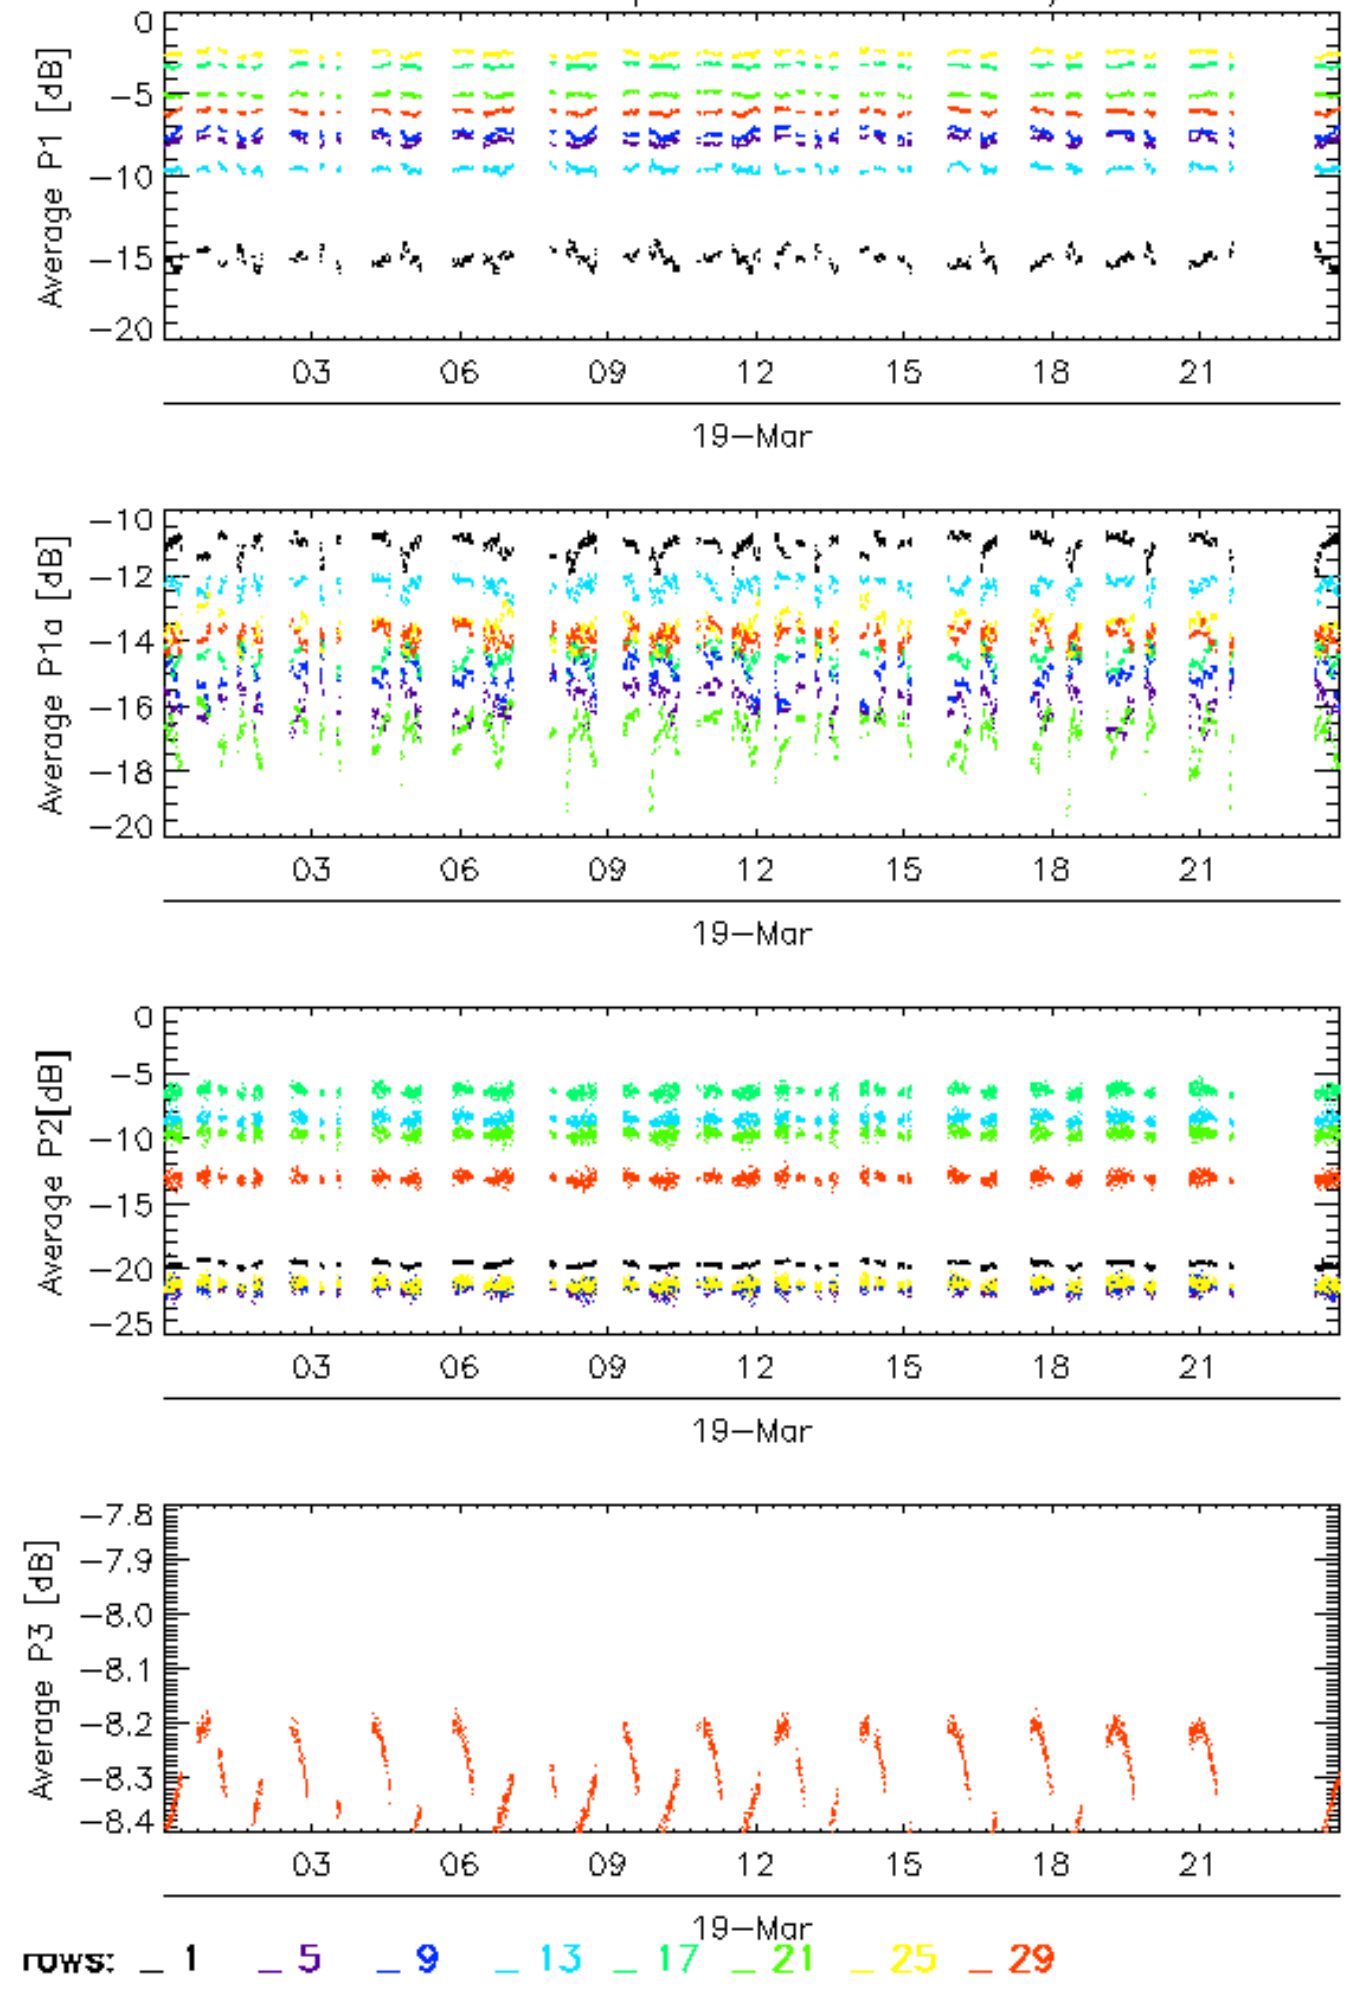 0
−5
−10
−15
−20
Average P1 [dB]
03 06 09 12 15 18 21
19−Mar
−10
−12
−14
−16
−18
−20
Average P1a [dB]
03 06 09 12 15 18 21
19−Mar
0
−5
−10
−15
−20
−25
Average P2[dB]
03 06 09 12 15 18 21
19−Mar
−7.8
−7.9
−8.0
−8.1
−8.2
−8.3
−8.4
Average P3 [dB]
03 06 09 12 15 18 21
19−Mar
rows: _ 1 _ 5 _ 9 _ 13 _ 17 _ 21 _ 25 _ 29